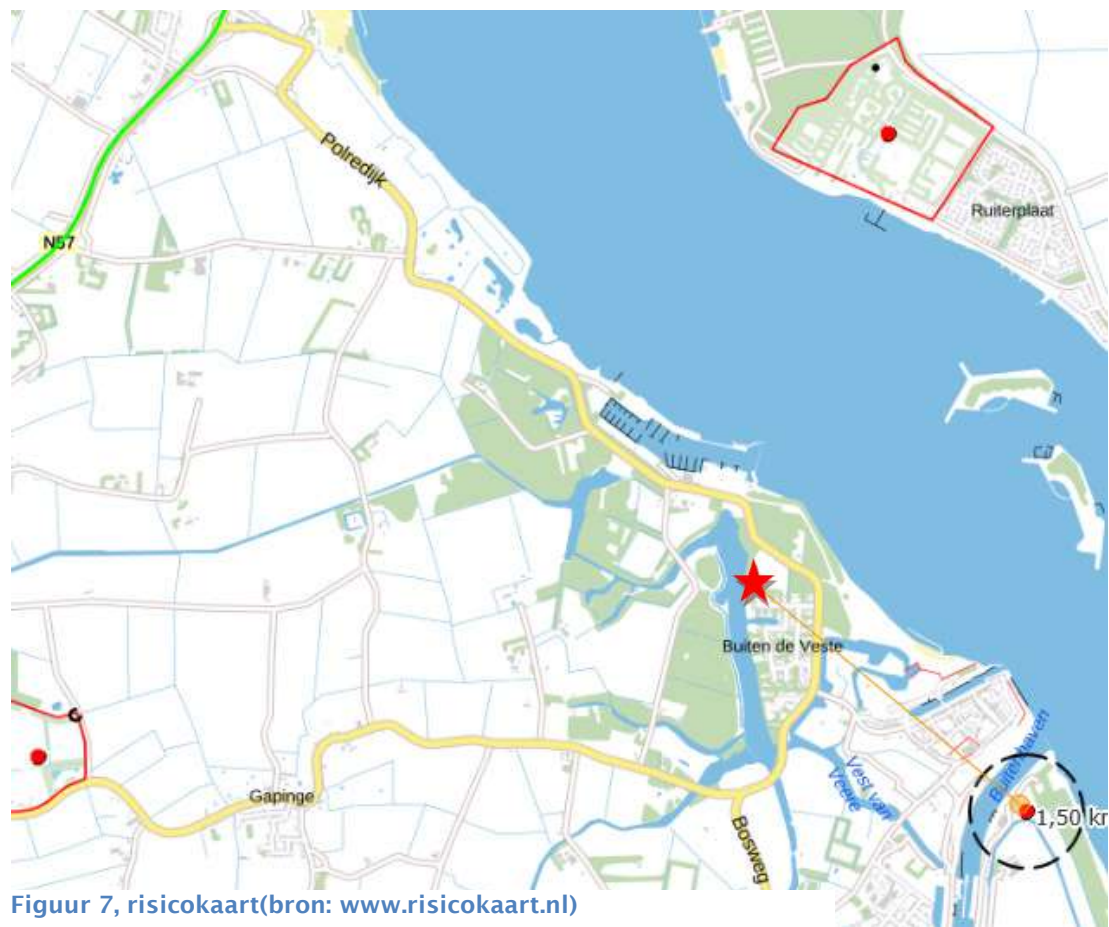 Polredijk
Ruiterplaat
N57
Buiten de Veste
Buitenhaven
Vest van
Veere
Gapinge
1,50 km
Bosweg
Figuur 7, risicokaart(bron: www.risicokaart.nl)